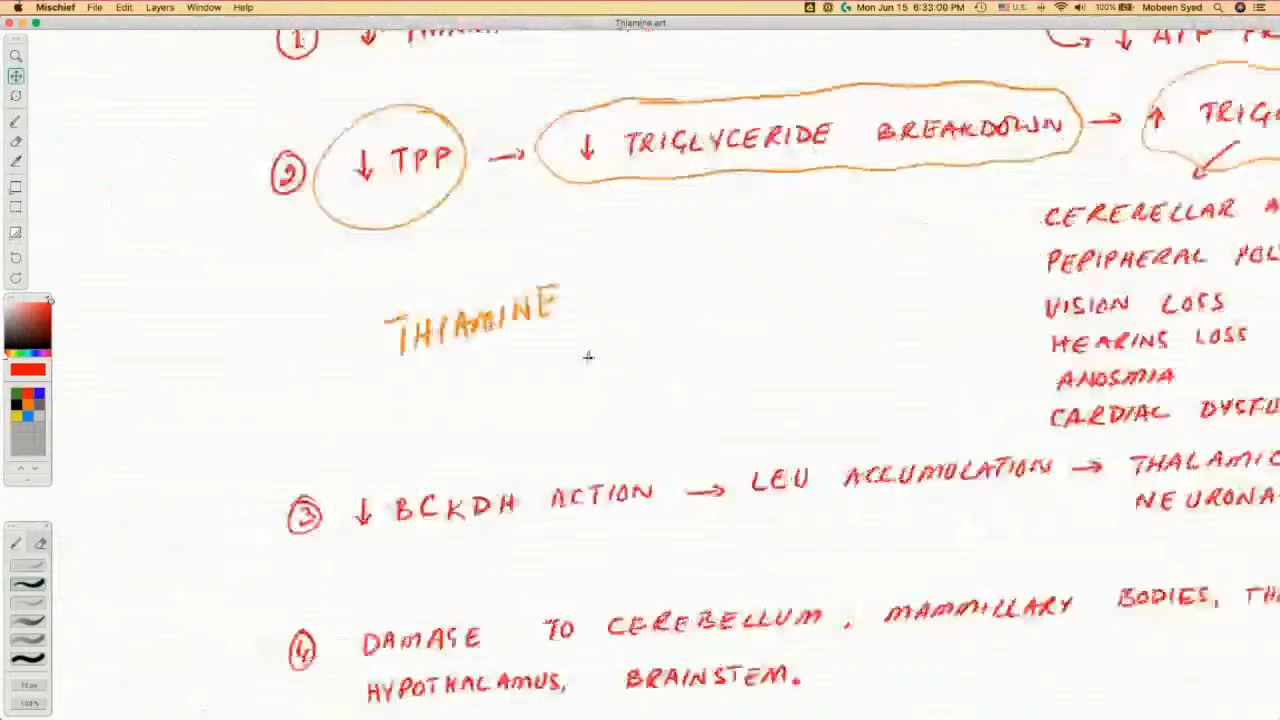 Mischief File Edit Layers Window Help
U.S. 100% Mon Jun 15 6:33:00 PM Mobeen Syed
Thiamine.art
1 ↓
↓ ATP
2 ↓ TPP → ↓ TRIGLYCERIDE BREAKDOWN → ↑
CEREBELLAR
PERIPHERAL
VISION LOSS
THIAMINE
HEARING LOSS
ANOSMIA
CARDIAC
3 ↓ BCKDH ACTION → LEU ACCUMULATION → THALAMIC
4 DAMAGE TO CEREBELLUM, MAMMILLARY BODIES,
HYPOTHALAMUS, BRAINSTEM.
15px
100%